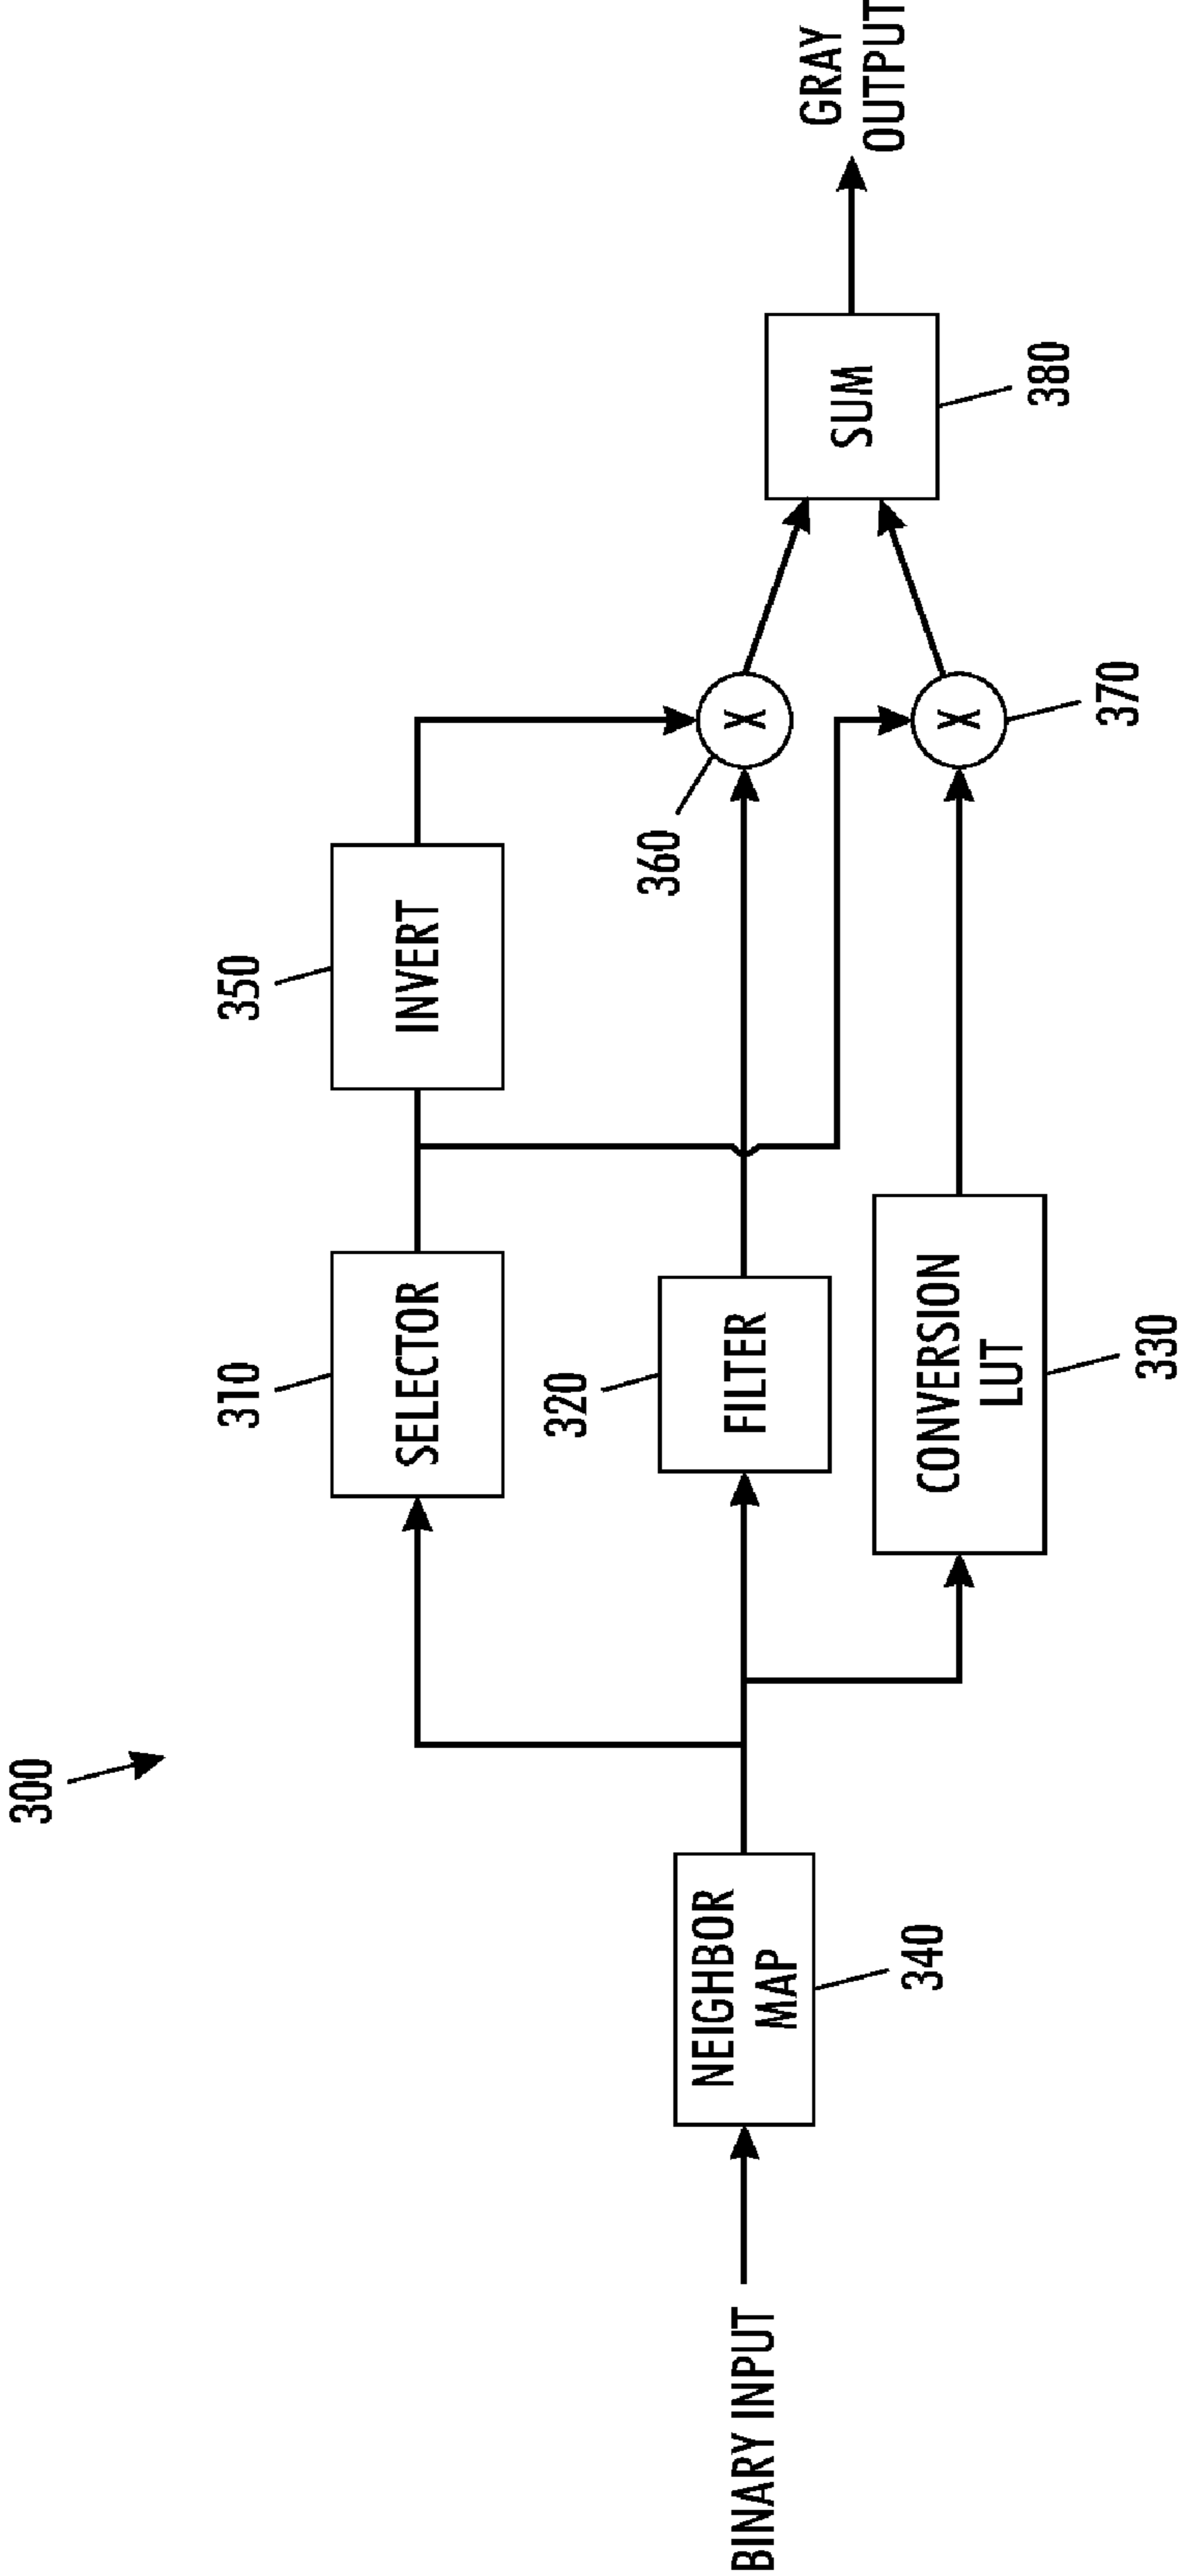 300
BINARY INPUT
NEIGHBOR
MAP
340
310
SELECTOR
320
FILTER
CONVERSION
LUT
330
350
INVERT
360
X
X
370
SUM
380
GRAY
OUTPUT